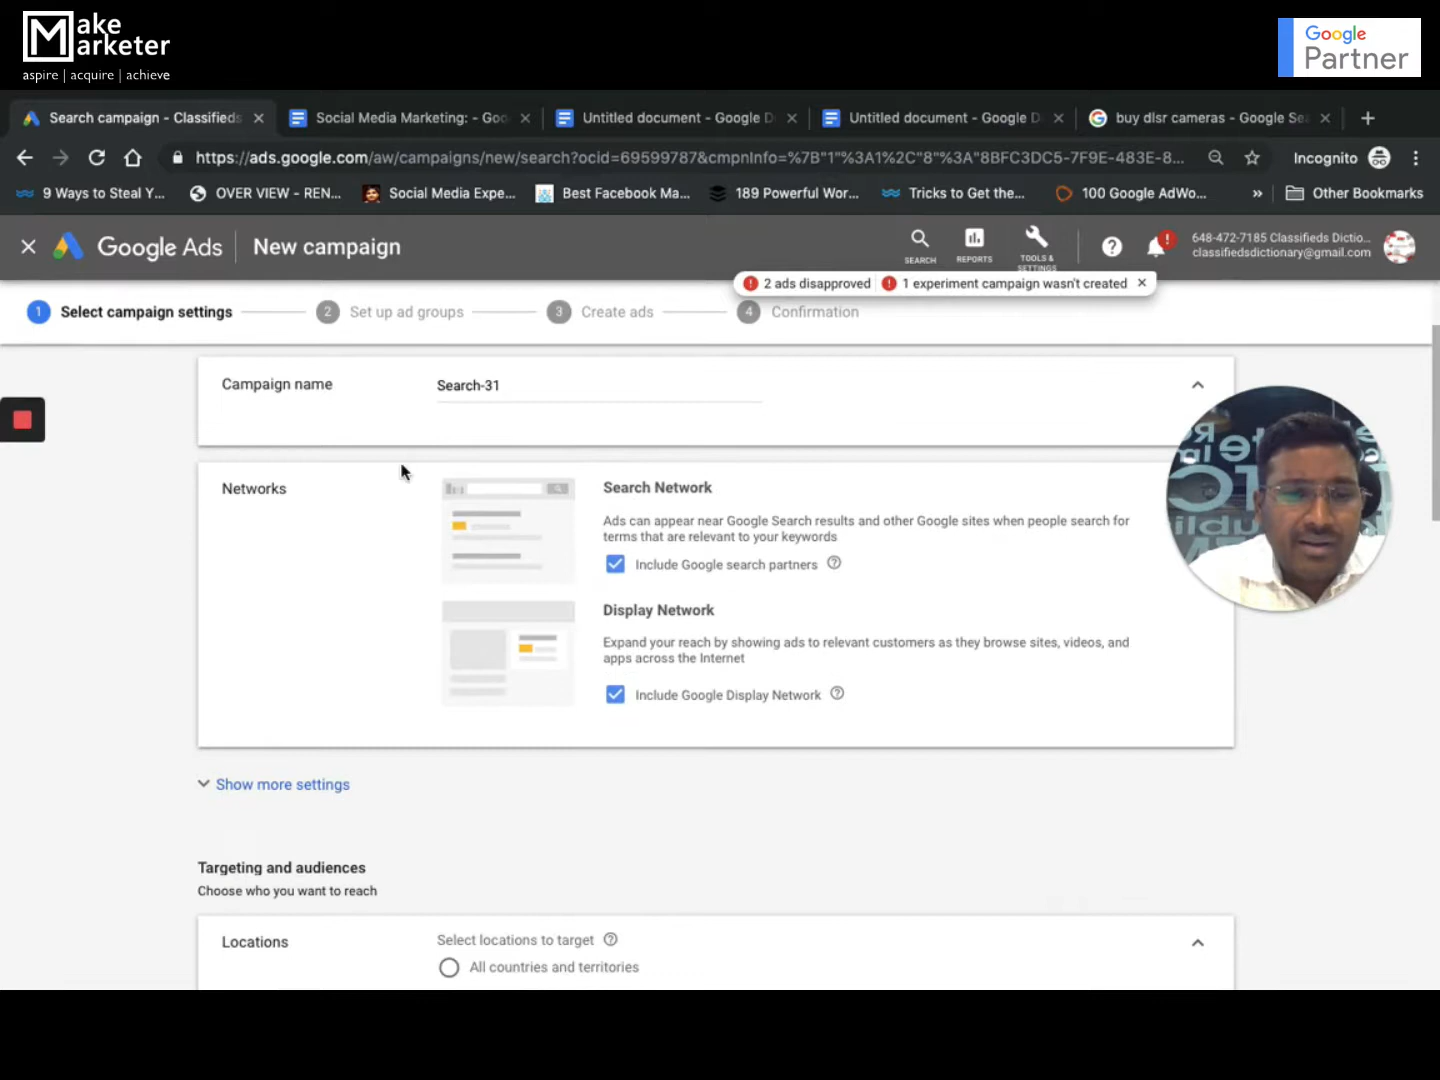 Make
Marketer
aspire | acquire | achieve
Google
Partner
Search campaign - Classifieds
Social Media Marketing: - Goo
Untitled document - Google D
Untitled document - Google D
buy dlsr cameras - Google Sea
https://ads.google.com/aw/campaigns/new/search?ocid=69599787&cmpnInfo=%7B"1"%3A1%2C"8"%3A"8BFC3DC5-7F9E-483E-8...
Incognito
9 Ways to Steal Y...
OVER VIEW - REN...
Social Media Expe...
Best Facebook Ma...
189 Powerful Wor...
Tricks to Get the...
100 Google AdWo...
»
Other Bookmarks
Google Ads
New campaign
SEARCH
REPORTS
TOOLS &
SETTINGS
648-472-7185 Classifieds Dictio...
classifiedsdictionary@gmail.com
2 ads disapproved
1 experiment campaign wasn't created
1 Select campaign settings
2 Set up ad groups
3 Create ads
4 Confirmation
Campaign name
Search-31
Networks
Search Network
Ads can appear near Google Search results and other Google sites when people search for
terms that are relevant to your keywords
Include Google search partners
Display Network
Expand your reach by showing ads to relevant customers as they browse sites, videos, and
apps across the Internet
Include Google Display Network
Show more settings
Targeting and audiences
Choose who you want to reach
Locations
Select locations to target
All countries and territories